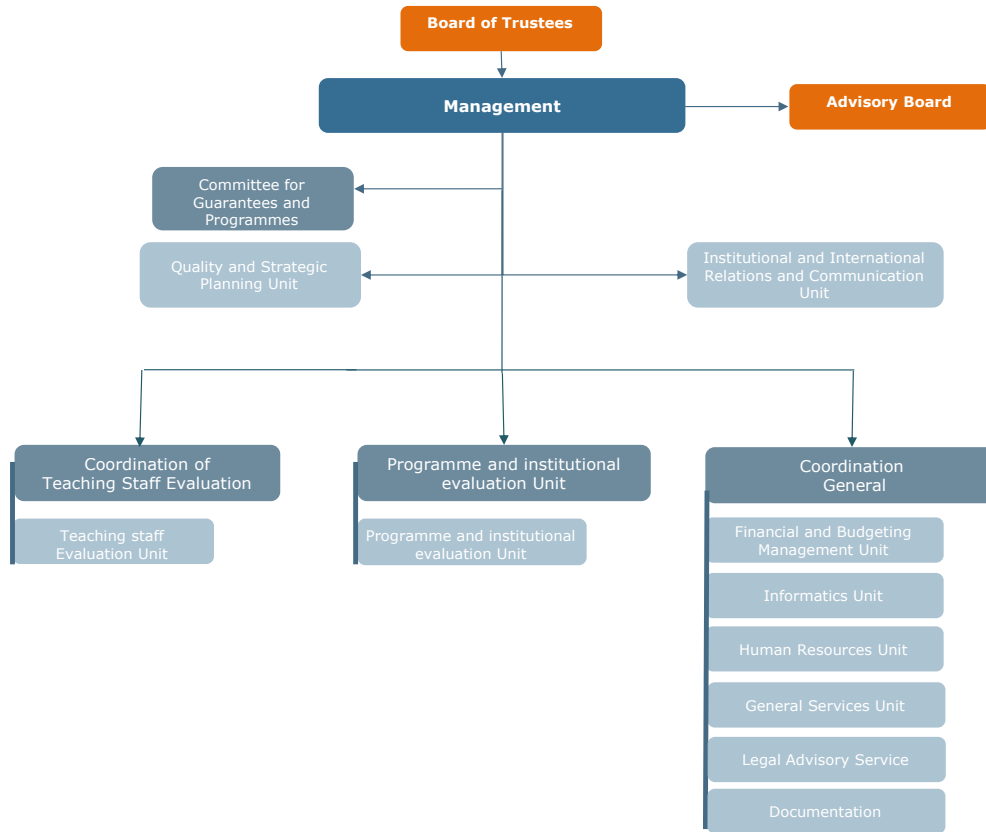 Board of Trustees
Management
Advisory Board
Committee for
Guarantees and
Programmes
Quality and Strategic
Planning Unit
Institutional and International
Relations and Communication
Unit
Coordination of
Teaching Staff Evaluation
Teaching staff
Evaluation Unit
Programme and institutional
evaluation Unit
Programme and institutional
evaluation Unit
Coordination
General
Financial and Budgeting
Management Unit
Informatics Unit
Human Resources Unit
General Services Unit
Legal Advisory Service
Documentation